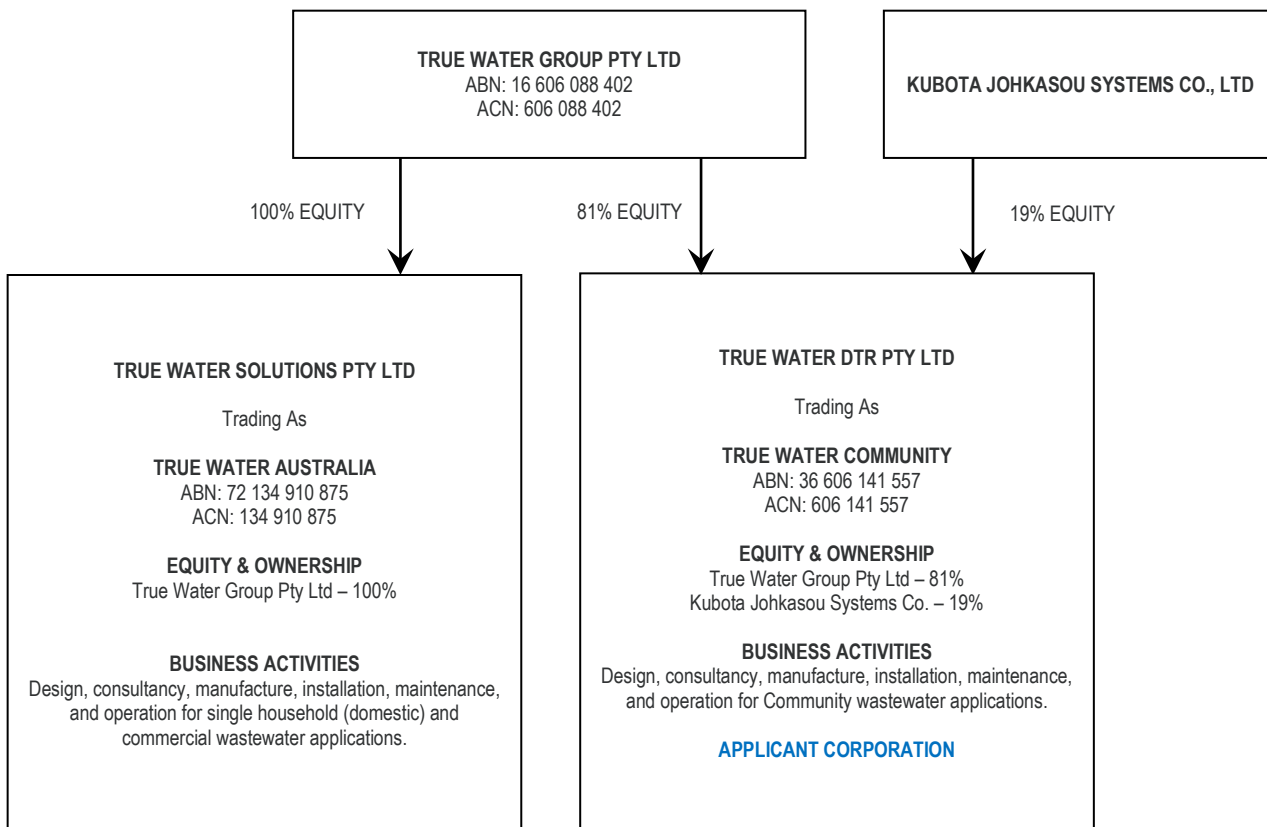 TRUE WATER GROUP PTY LTD
ABN: 16 606 088 402
ACN: 606 088 402
KUBOTA JOHKASOU SYSTEMS CO., LTD
100% EQUITY
81% EQUITY
19% EQUITY
TRUE WATER SOLUTIONS PTY LTD
Trading As
TRUE WATER AUSTRALIA
ABN: 72 134 910 875
ACN: 134 910 875
EQUITY & OWNERSHIP
True Water Group Pty Ltd – 100%
BUSINESS ACTIVITIES
Design, consultancy, manufacture, installation, maintenance,
and operation for single household (domestic) and
commercial wastewater applications.
TRUE WATER DTR PTY LTD
Trading As
TRUE WATER COMMUNITY
ABN: 36 606 141 557
ACN: 606 141 557
EQUITY & OWNERSHIP
True Water Group Pty Ltd – 81%
Kubota Johkasou Systems Co. – 19%
BUSINESS ACTIVITIES
Design, consultancy, manufacture, installation, maintenance,
and operation for Community wastewater applications.
APPLICANT CORPORATION